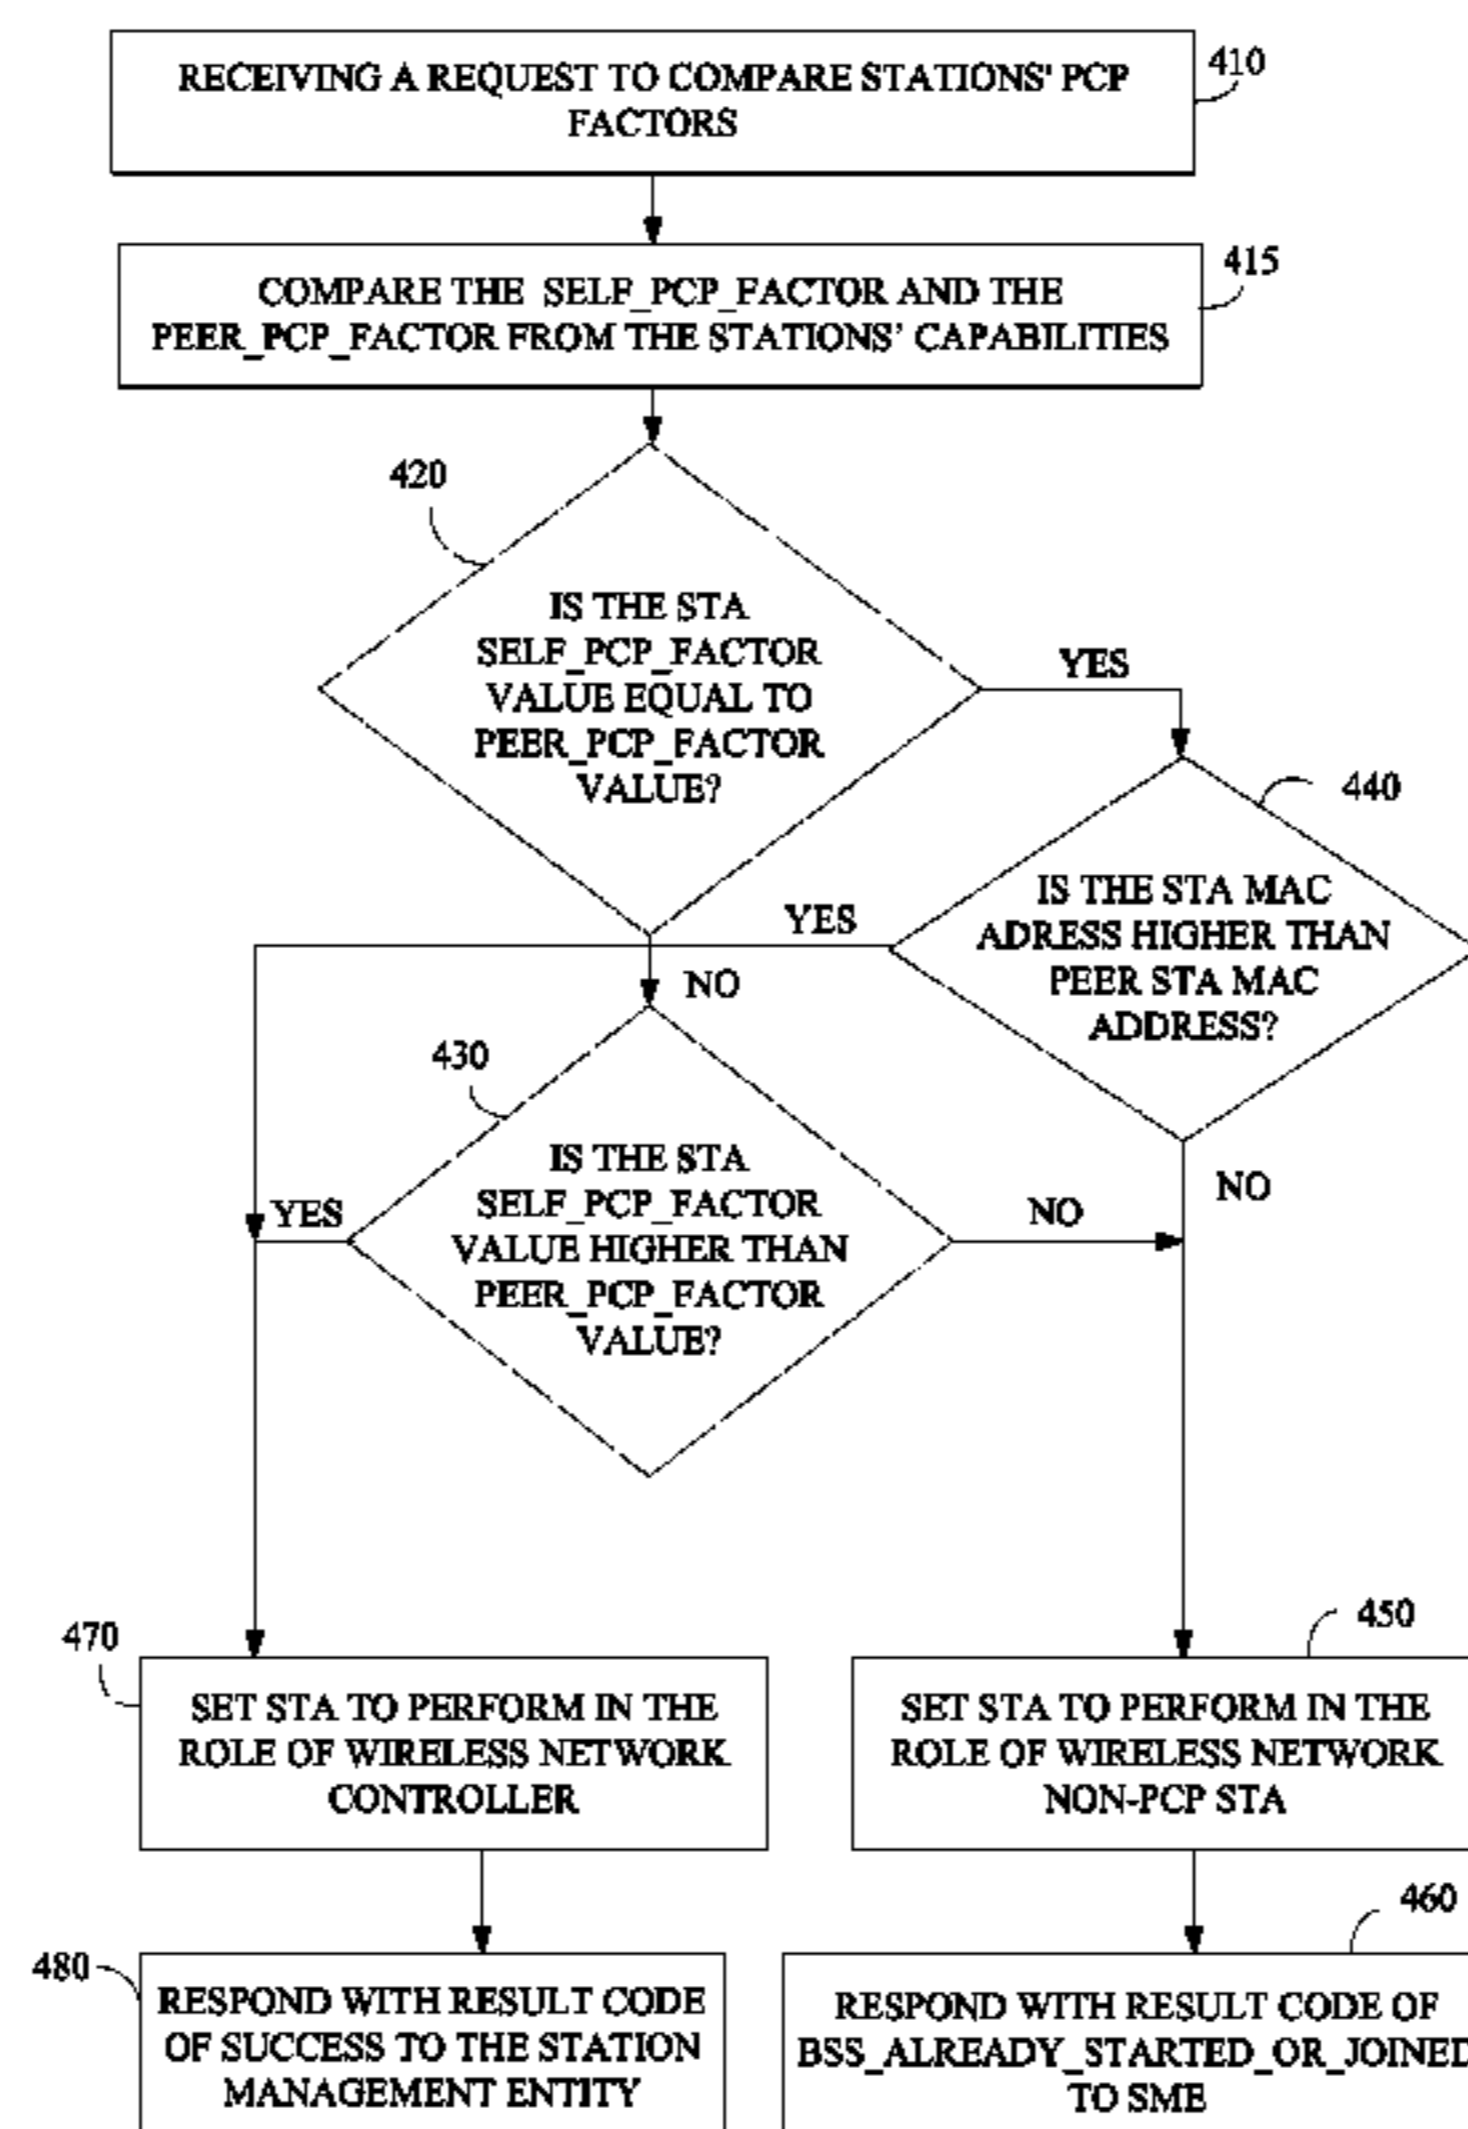 RECEIVING A REQUEST TO COMPARE STATIONS' PCP
FACTORS
410
COMPARE THE SELF_PCP_FACTOR AND THE
PEER_PCP_FACTOR FROM THE STATIONS' CAPABILITIES
415
420
IS THE STA
SELF_PCP_FACTOR
VALUE EQUAL TO
PEER_PCP_FACTOR
VALUE?
YES
440
IS THE STA MAC
ADRESS HIGHER THAN
PEER STA MAC
ADDRESS?
YES
NO
430
IS THE STA
SELF_PCP_FACTOR
VALUE HIGHER THAN
PEER_PCP_FACTOR
VALUE?
YES
NO
NO
470
SET STA TO PERFORM IN THE
ROLE OF WIRELESS NETWORK
CONTROLLER
450
SET STA TO PERFORM IN THE
ROLE OF WIRELESS NETWORK
NON-PCP STA
480
RESPOND WITH RESULT CODE
OF SUCCESS TO THE STATION
MANAGEMENT ENTITY
460
RESPOND WITH RESULT CODE OF
BSS_ALREADY_STARTED_OR_JOINED
TO SME